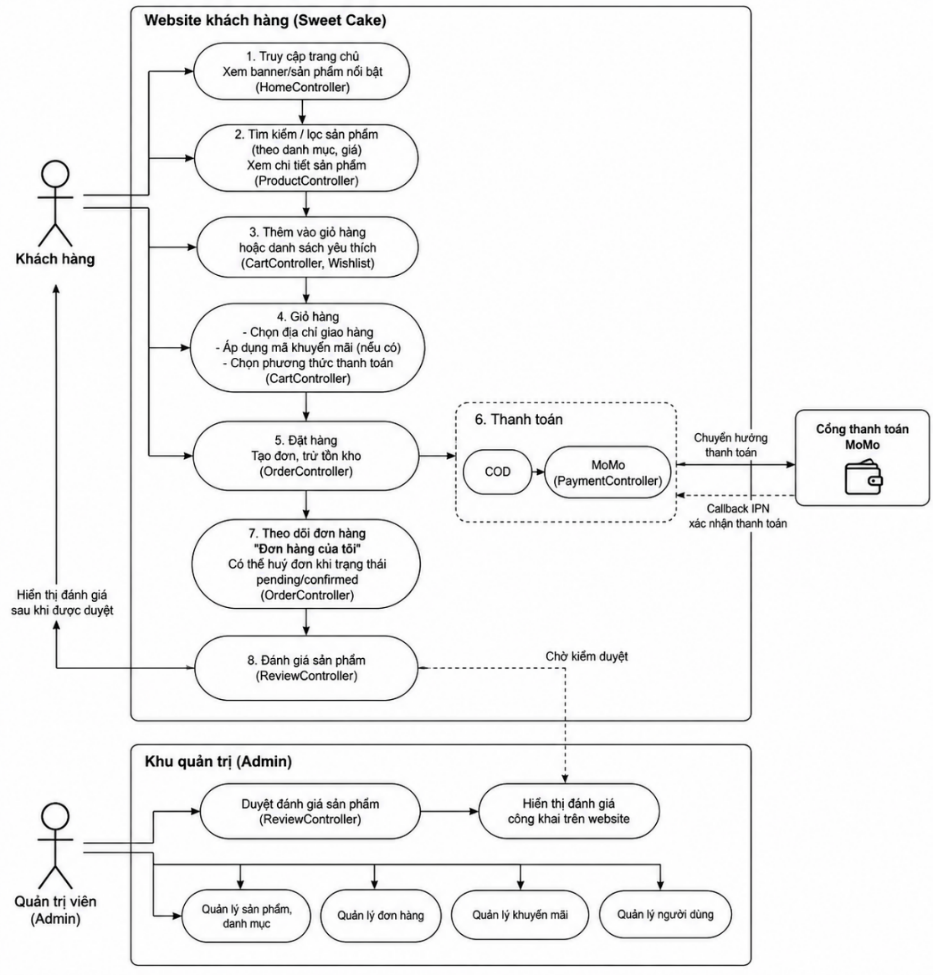 Website khách hàng (Sweet Cake)
1. Truy cập trang chủ
Xem banner/sản phẩm nổi bật
(HomeController)
2. Tìm kiếm / lọc sản phẩm
(theo danh mục, giá)
Xem chi tiết sản phẩm
(ProductController)
Khách hàng
3. Thêm vào giỏ hàng
hoặc danh sách yêu thích
(CartController, Wishlist)
4. Giỏ hàng
- Chọn địa chỉ giao hàng
- Áp dụng mã khuyến mãi (nếu có)
- Chọn phương thức thanh toán
(CartController)
5. Đặt hàng
Tạo đơn, trừ tồn kho
(OrderController)
6. Thanh toán
COD
MoMo
(PaymentController)
Chuyển hướng
thanh toán
Cổng thanh toán
MoMo
Callback IPN
xác nhận thanh toán
7. Theo dõi đơn hàng
"Đơn hàng của tôi"
Có thể huỷ đơn khi trạng thái
pending/confirmed
(OrderController)
Hiển thị đánh giá
sau khi được duyệt
8. Đánh giá sản phẩm
(ReviewController)
Chờ kiểm duyệt
Khu quản trị (Admin)
Duyệt đánh giá sản phẩm
(ReviewController)
Hiển thị đánh giá
công khai trên website
Quản trị viên
(Admin)
Quản lý sản phẩm,
danh mục
Quản lý đơn hàng
Quản lý khuyến mãi
Quản lý người dùng